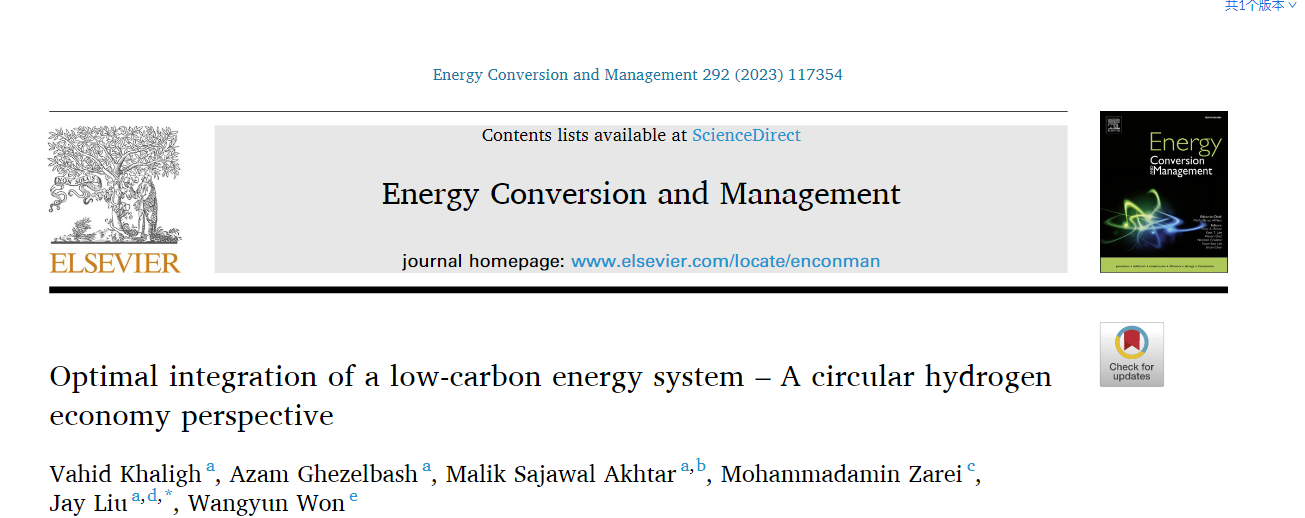 共1个版本
Energy Conversion and Management 292 (2023) 117354
Contents lists available at ScienceDirect
Energy Conversion and Management
journal homepage: www.elsevier.com/locate/enconman
ELSEVIER
Energy
Conversion
and Management
Check for
updates
Optimal integration of a low-carbon energy system – A circular hydrogen
economy perspective
Vahid Khaligh a, Azam Ghezelbash a, Malik Sajawal Akhtar a,b, Mohammadamin Zarei c,
Jay Liu a,d,*, Wangyun Won e